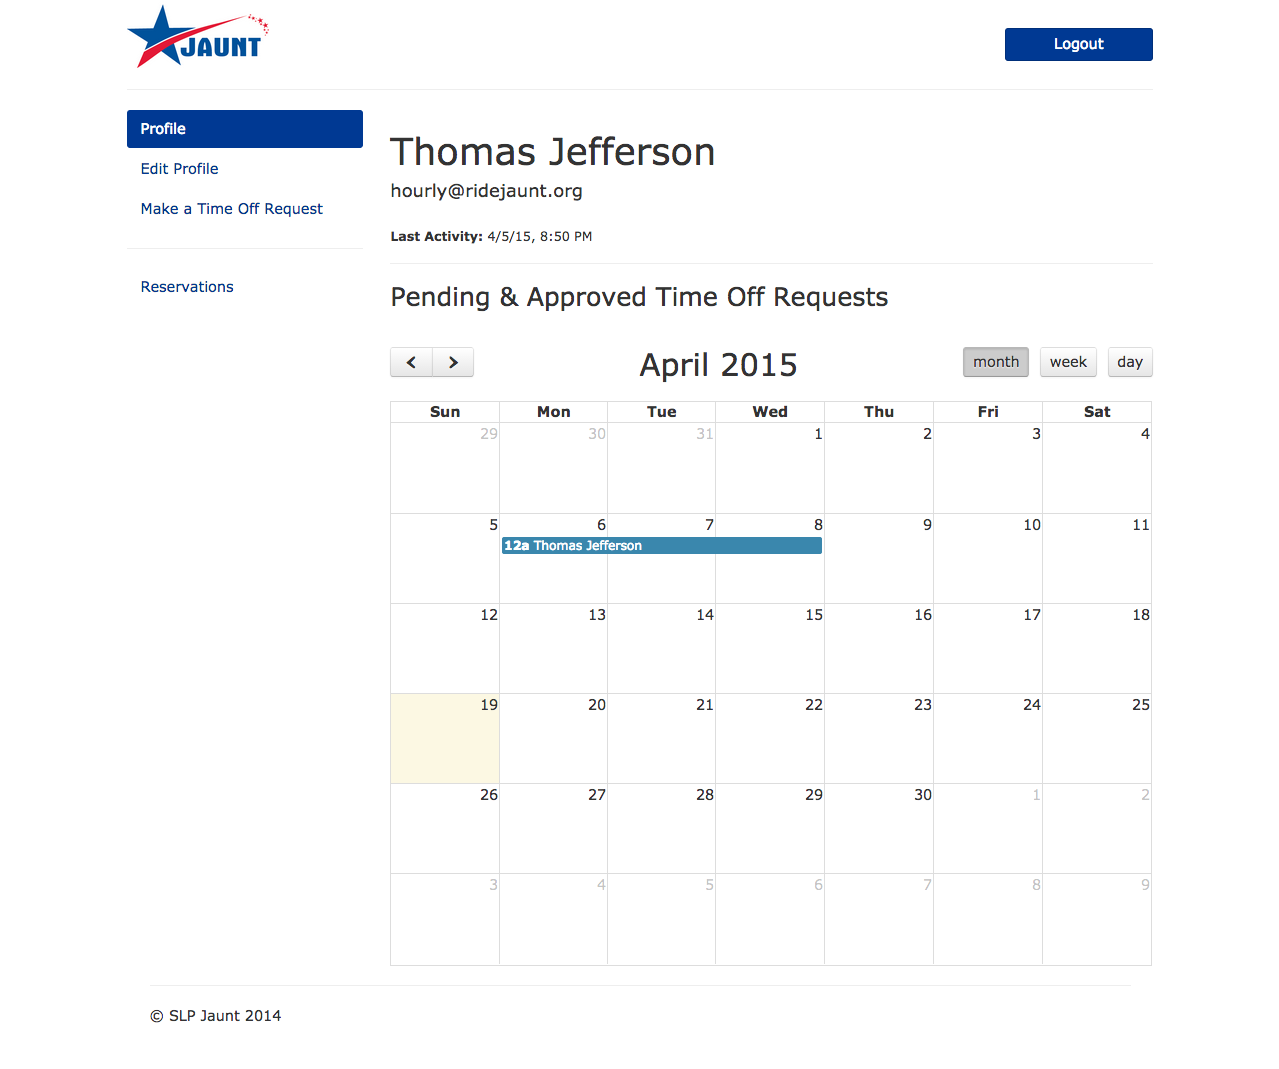 JAUNT
Logout
Profile
Edit Profile
Make a Time Off Request
Reservations
Thomas Jefferson
hourly@ridejaunt.org
Last Activity: 4/5/15, 8:50 PM
Pending & Approved Time Off Requests
April 2015
month week day
Sun Mon Tue Wed Thu Fri Sat
29 30 31 1 2 3 4
5 6 7 8 9 10 11
12a Thomas Jefferson
12 13 14 15 16 17 18
19 20 21 22 23 24 25
26 27 28 29 30 1 2
3 4 5 6 7 8 9
© SLP Jaunt 2014